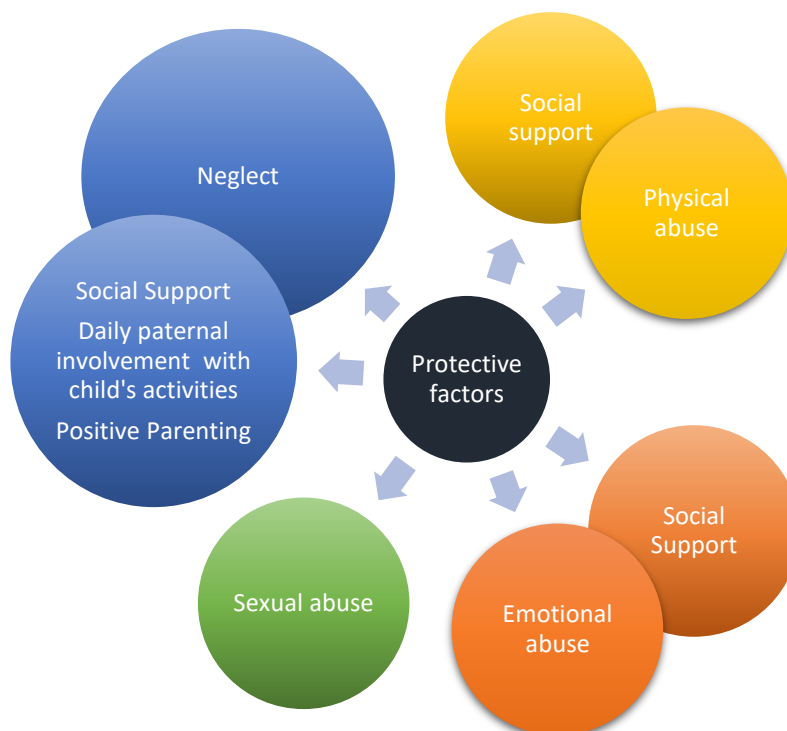 Neglect
Social Support
Daily paternal
involvement with
child's activities
Positive Parenting
Social
support
Physical
abuse
Protective
factors
Sexual abuse
Emotional
abuse
Social
Support